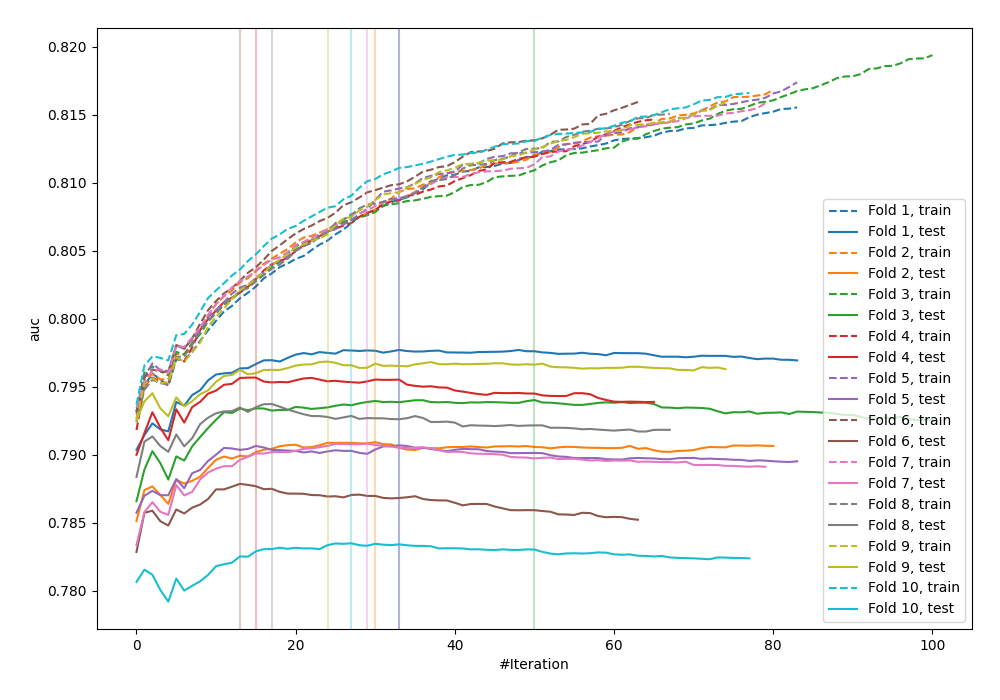 0.820
0.815
0.810
0.805
0.800
0.795
0.790
0.785
0.780
auc
0 20 40 60 80 100
#Iteration
Fold 1, train
Fold 1, test
Fold 2, train
Fold 2, test
Fold 3, train
Fold 3, test
Fold 4, train
Fold 4, test
Fold 5, train
Fold 5, test
Fold 6, train
Fold 6, test
Fold 7, train
Fold 7, test
Fold 8, train
Fold 8, test
Fold 9, train
Fold 9, test
Fold 10, train
Fold 10, test